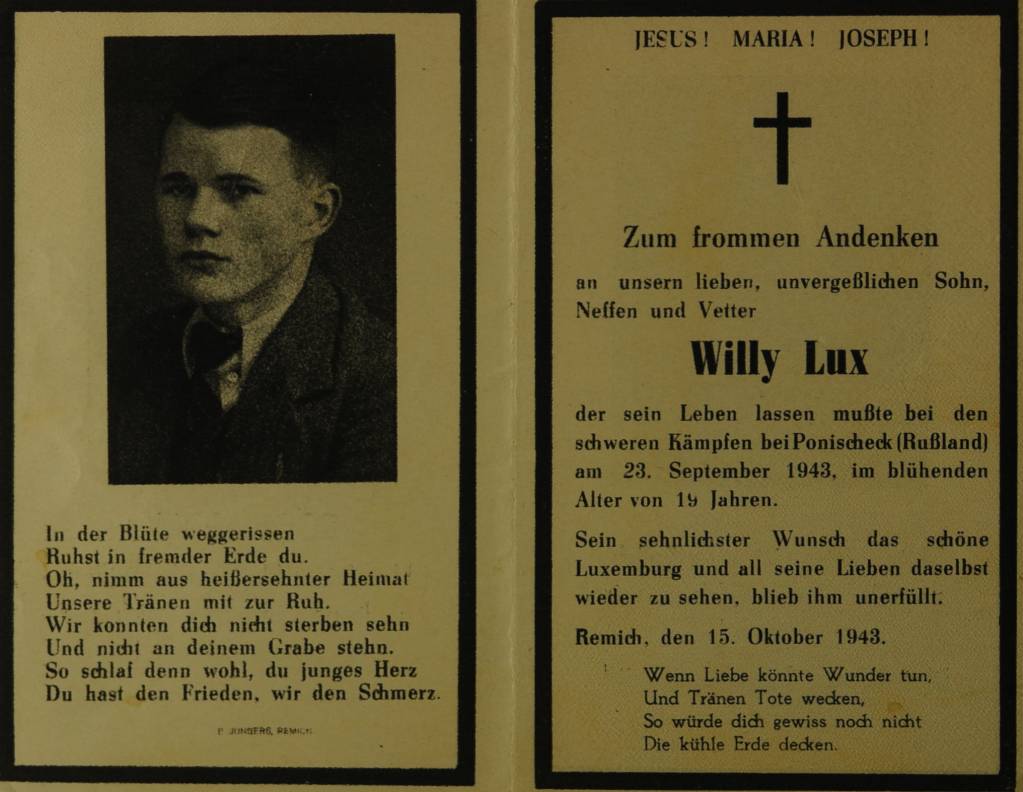 In der Blüte weggerissen
Ruhst in fremder Erde du.
Oh, nimm aus heißersehnter Heimat
Unsere Tränen mit zur Ruh.
Wir konnten dich nicht sterben sehn
Und nicht an deinem Grabe stehn.
So schlaf denn wohl, du junges Herz
Du hast den Frieden, wir den Schmerz.
P. JUNGERS, REMICH
JESUS! MARIA! JOSEPH!
Zum frommen Andenken
an unsern lieben, unvergeßlichen Sohn,
Neffen und Vetter
Willy Lux
der sein Leben lassen mußte bei den
schweren Kämpfen bei Ponischeck (Rußland)
am 23. September 1943, im blühenden
Alter von 19 Jahren.
Sein sehnlichster Wunsch das schöne
Luxemburg und all seine Lieben daselbst
wieder zu sehen, blieb ihm unerfüllt.
Remich, den 15. Oktober 1943.
Wenn Liebe könnte Wunder tun,
Und Tränen Tote wecken,
So würde dich gewiss noch nicht
Die kühle Erde decken.